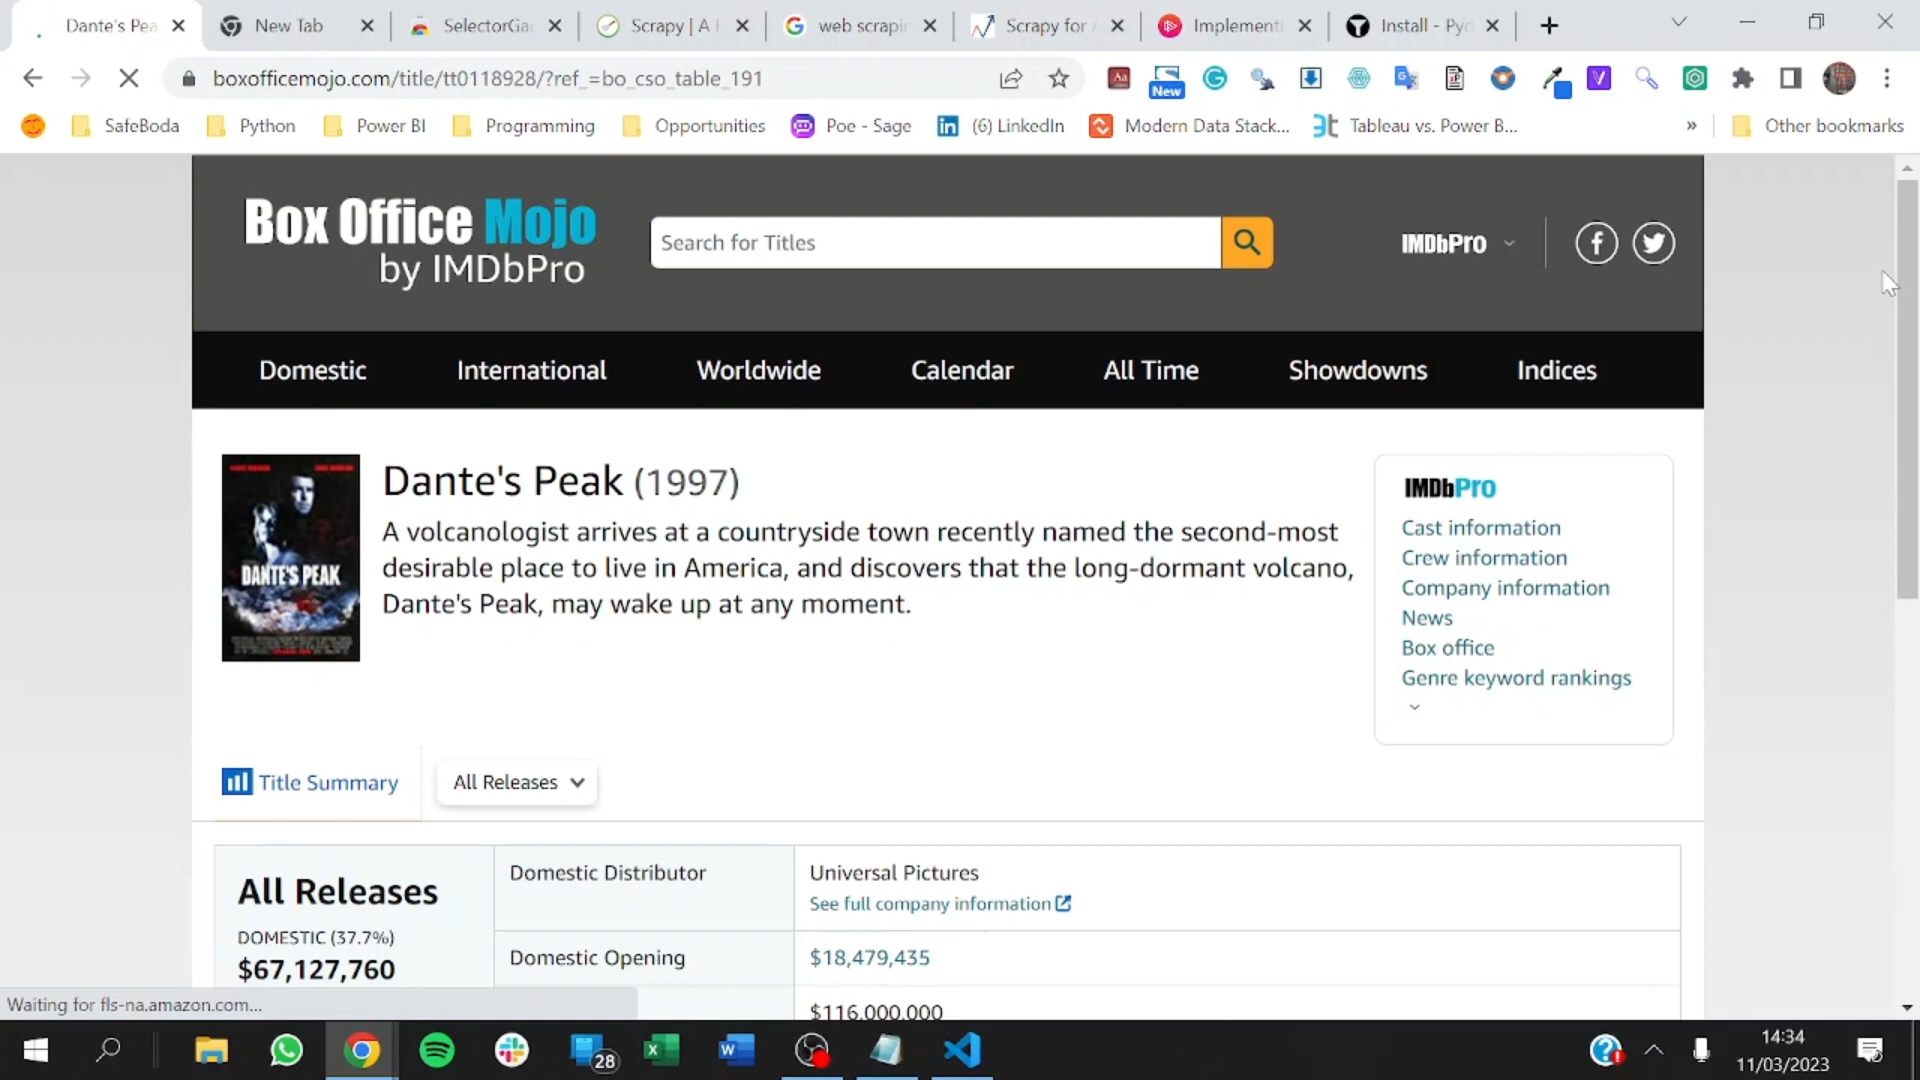 Dante's Pea
New Tab
SelectorGa
Scrapy | A
web scrapin
Scrapy for
Implementi
Install - Pyd
boxofficemojo.com/title/tt0118928/?ref_=bo_cso_table_191
New
SafeBoda
Python
Power BI
Programming
Opportunities
Poe - Sage
(6) LinkedIn
Modern Data Stack...
Tableau vs. Power B...
»
Other bookmarks
Box Office Mojo
by IMDbPro
Search for Titles
IMDbPro
Domestic
International
Worldwide
Calendar
All Time
Showdowns
Indices
DANTE'S PEAK
Dante's Peak (1997)
A volcanologist arrives at a countryside town recently named the second-most
desirable place to live in America, and discovers that the long-dormant volcano,
Dante's Peak, may wake up at any moment.
IMDbPro
Cast information
Crew information
Company information
News
Box office
Genre keyword rankings
Title Summary
All Releases
All Releases
DOMESTIC (37.7%)
$67,127,760
Domestic Distributor
Universal Pictures
See full company information
Domestic Opening
$18,479,435
$116,000,000
Waiting for fls-na.amazon.com...
28
14:34
11/03/2023